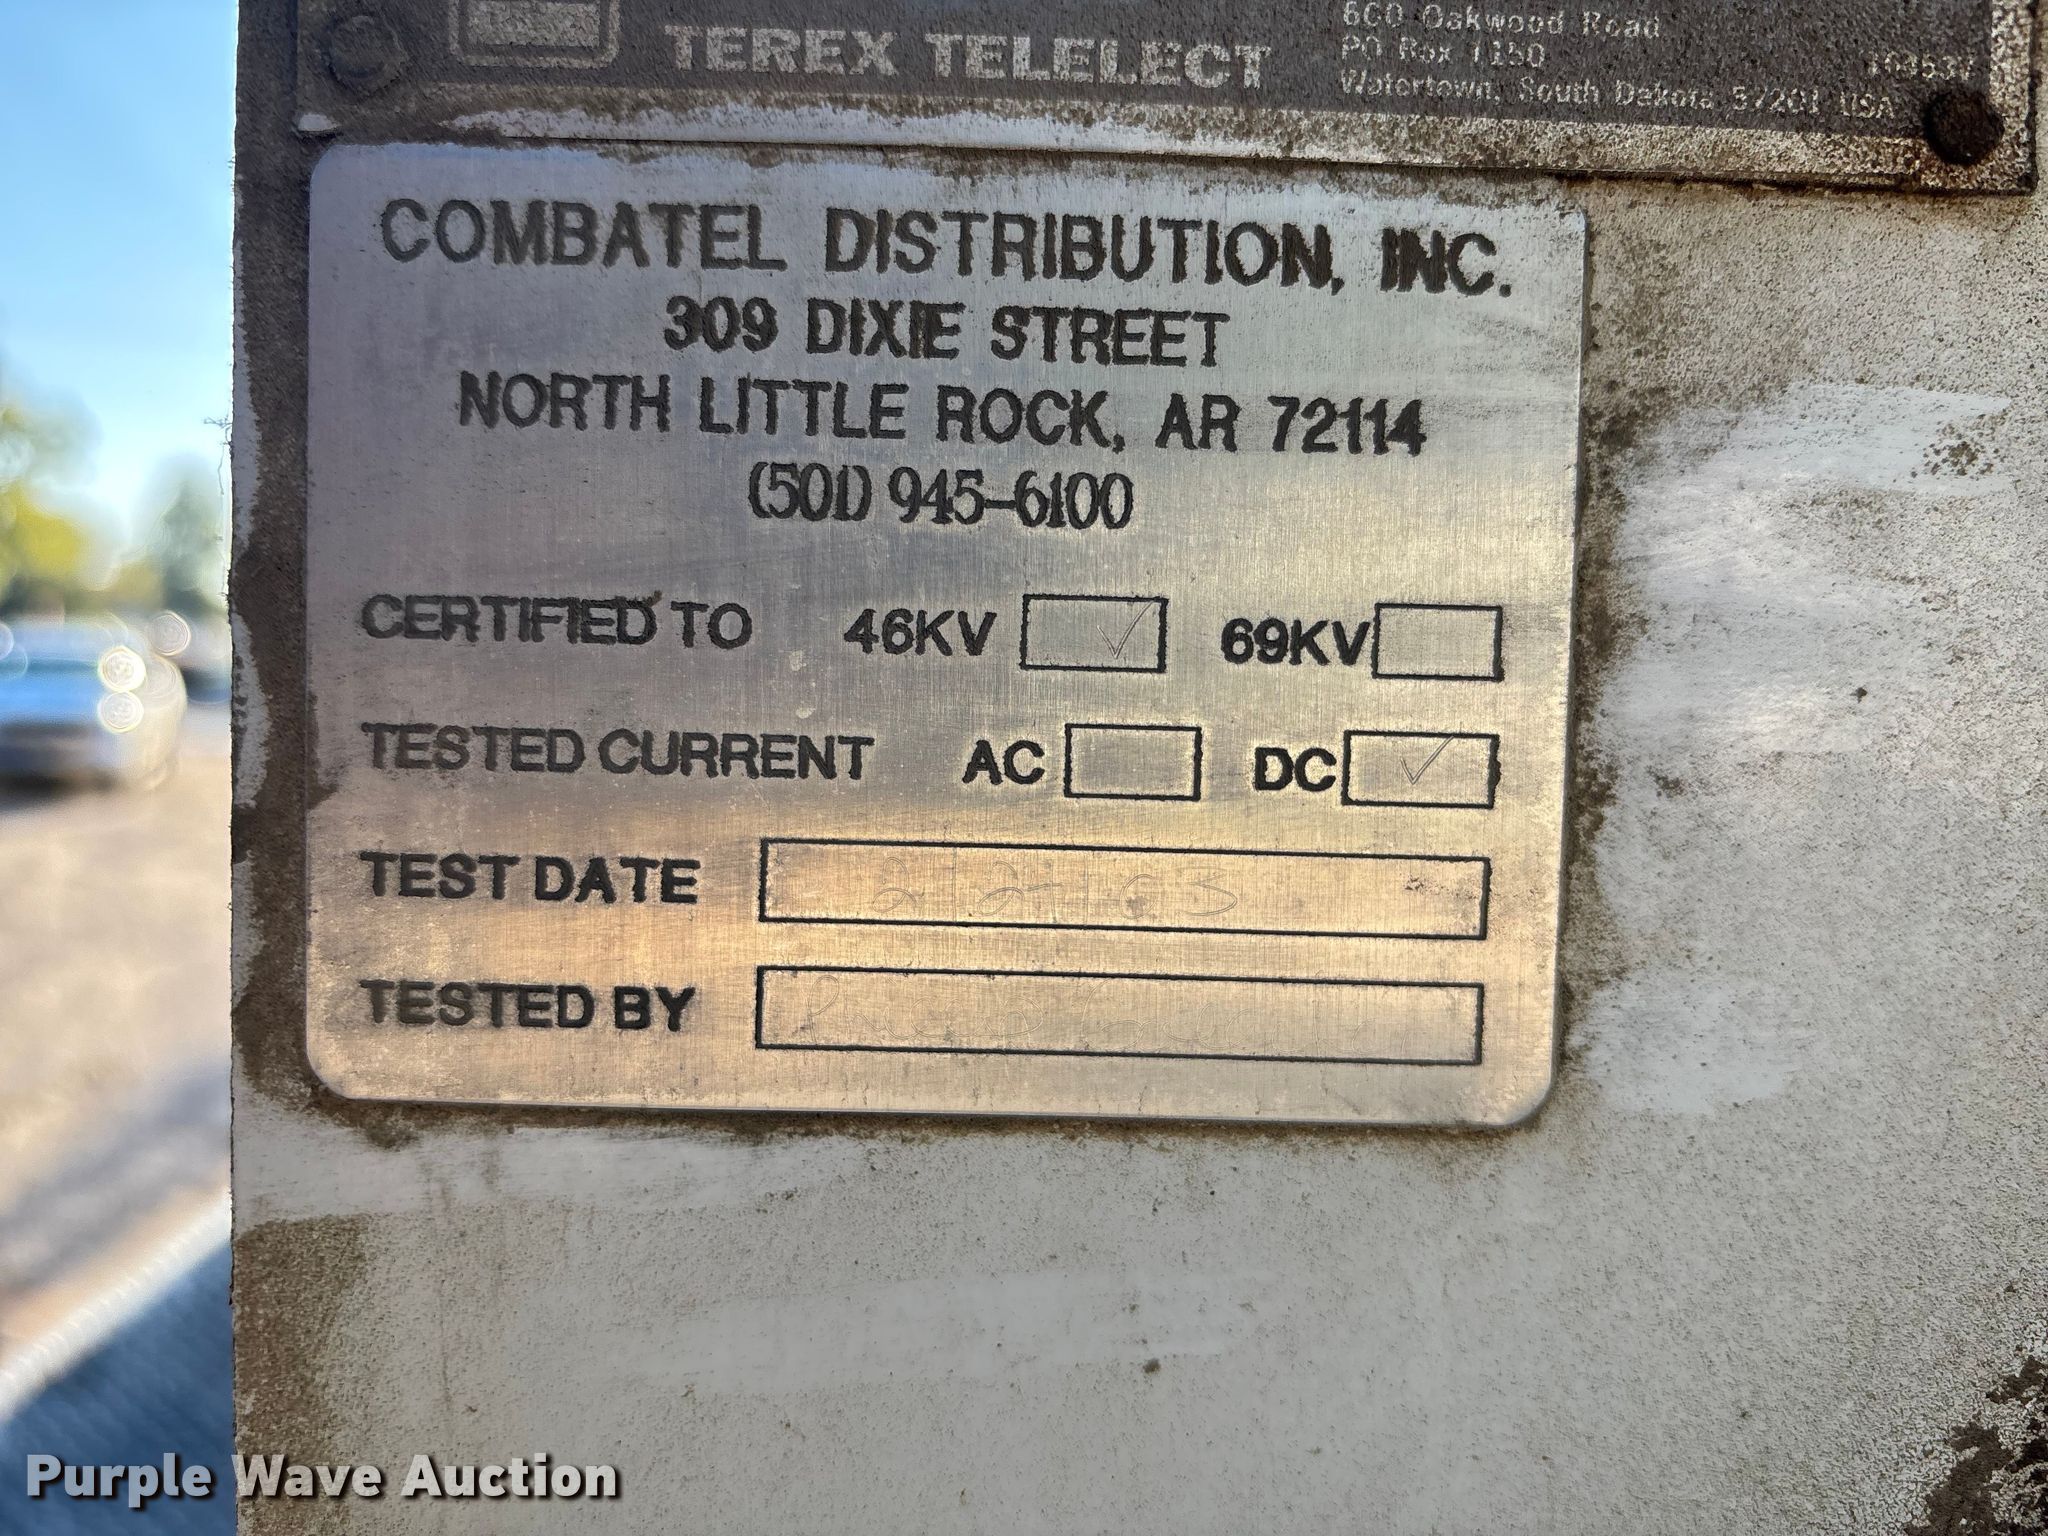 TEREX TELELECT
600 Oakwood Road
PO Box 1150
Watertown, South Dakota 57201 USA
COMBATEL DISTRIBUTION, INC.
309 DIXIE STREET
NORTH LITTLE ROCK, AR 72114
(501) 945-6100
CERTIFIED TO 46KV ✓ 69KV
TESTED CURRENT AC DC ✓
TEST DATE
TESTED BY
Purple Wave Auction